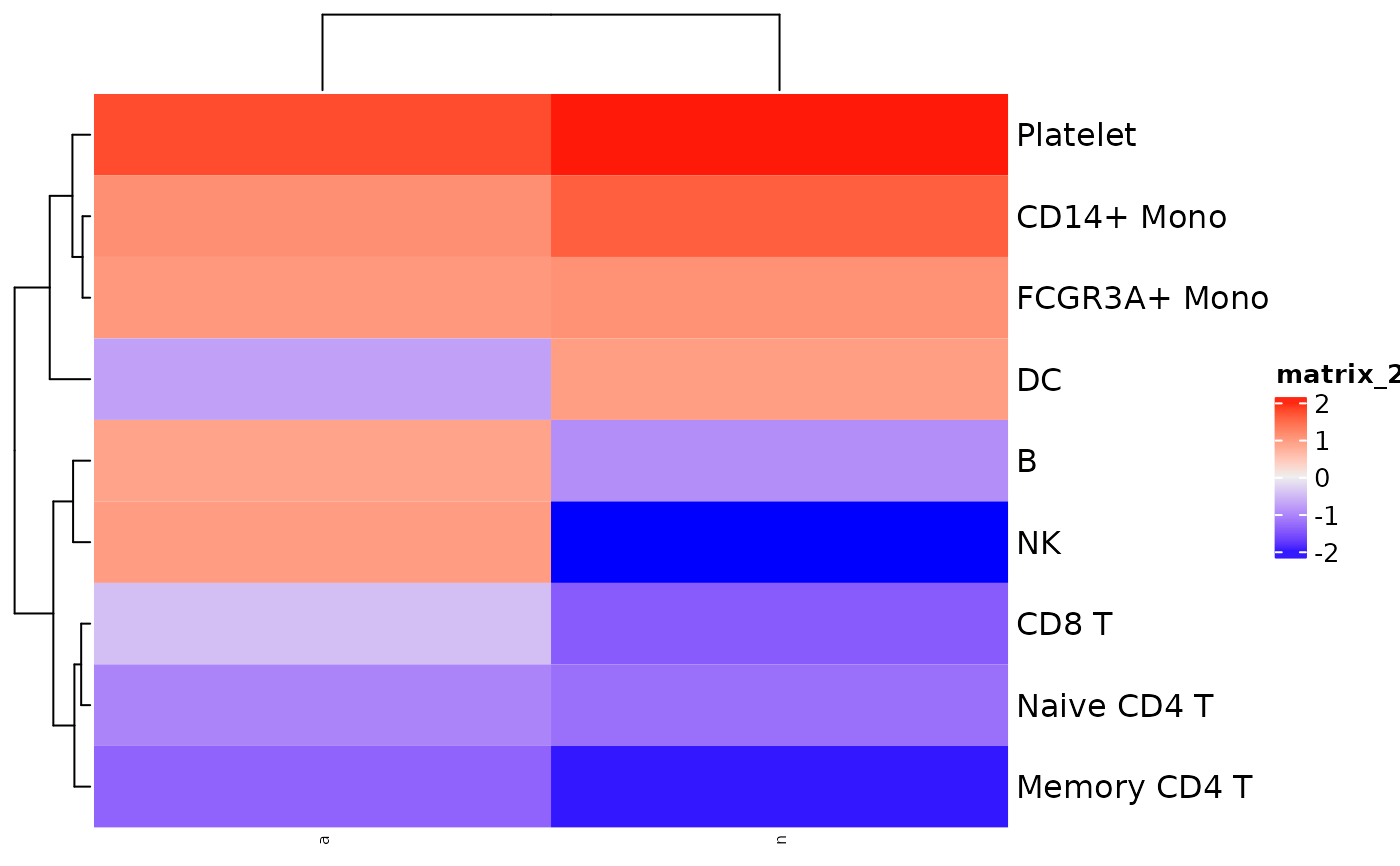 Platelet
CD14+ Mono
FCGR3A+ Mono
DC
B
NK
CD8 T
Naive CD4 T
Memory CD4 T
matrix_2
2
1
0
-1
-2
a
n